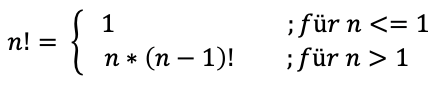 n! = { 1 ; für n <= 1
n * (n − 1)! ; für n > 1